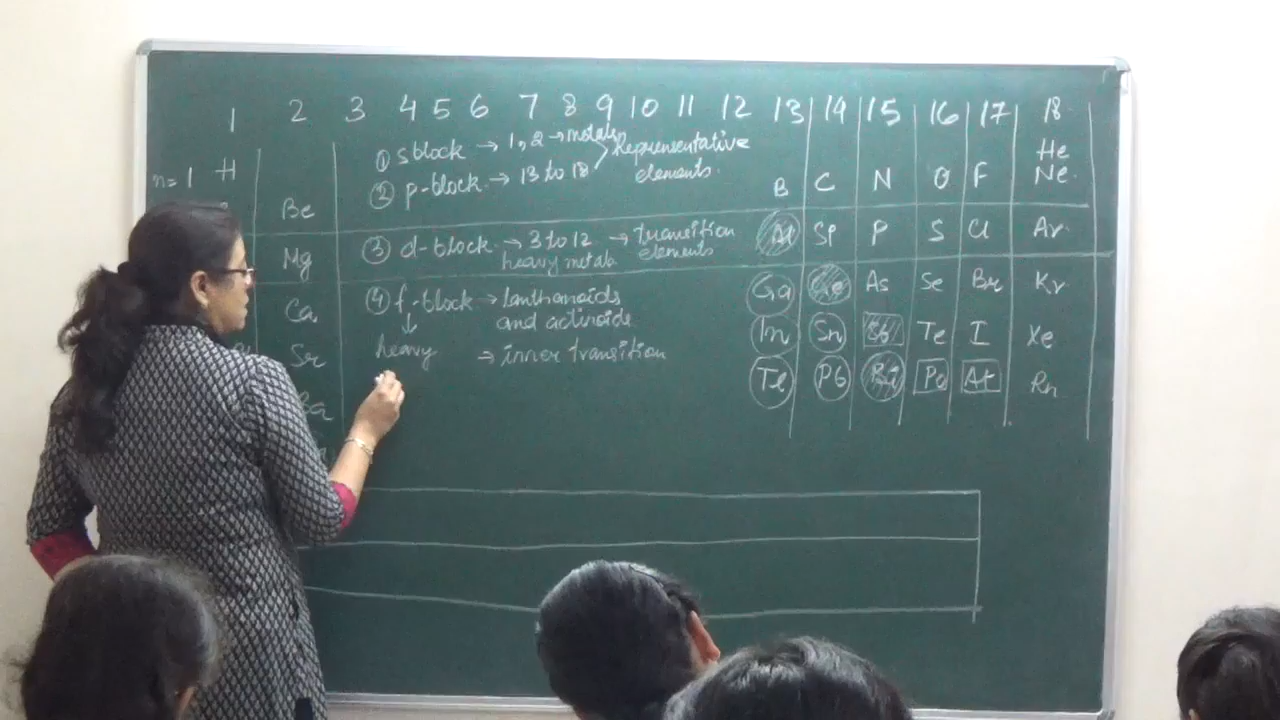 1 2 3 4 5 6 7 8 9 10 11 12 13 14 15 16 17 18
① s block → 1, 2 → metals
② p-block → 13 to 18
Representative
elements.
He
n=1 H
B C N O F Ne
Be
③ d-block → 3 to 12 → transition
heavy metals elements
Al Si P S Cl Ar
Mg
④ f-block → lanthanoids
and actinoids
↓
heavy → inner transition
Ca
Ga Ge As Se Br Kr
Sr
In Sn Sb Te I Xe
Tl Pb Bi Po At Rn